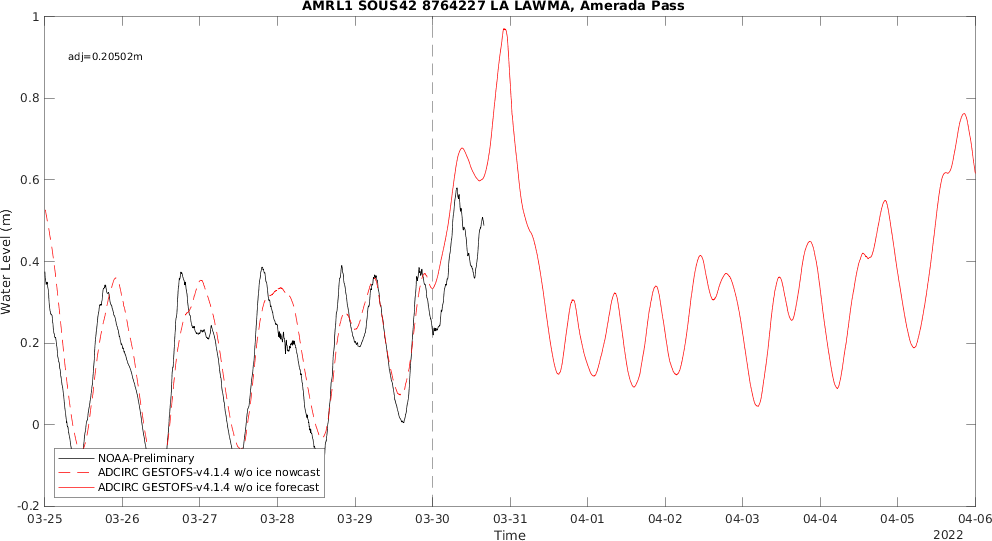 AMRL1 SOUS42 8764227 LA LAWMA, Amerada Pass
adj=0.20502m
1
0.8
0.6
0.4
0.2
0
-0.2
Water Level (m)
NOAA-Preliminary
ADCIRC GESTOFS-v4.1.4 w/o ice nowcast
ADCIRC GESTOFS-v4.1.4 w/o ice forecast
03-25 03-26 03-27 03-28 03-29 03-30 03-31 04-01 04-02 04-03 04-04 04-05 04-06
Time
2022